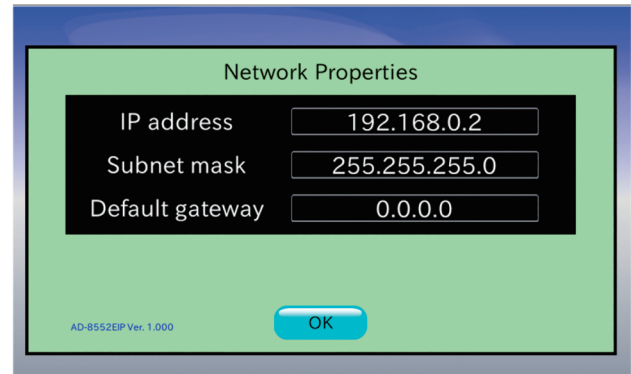 Network Properties
IP address 192.168.0.2
Subnet mask 255.255.255.0
Default gateway 0.0.0.0
OK
AD-8552EIP Ver. 1.000